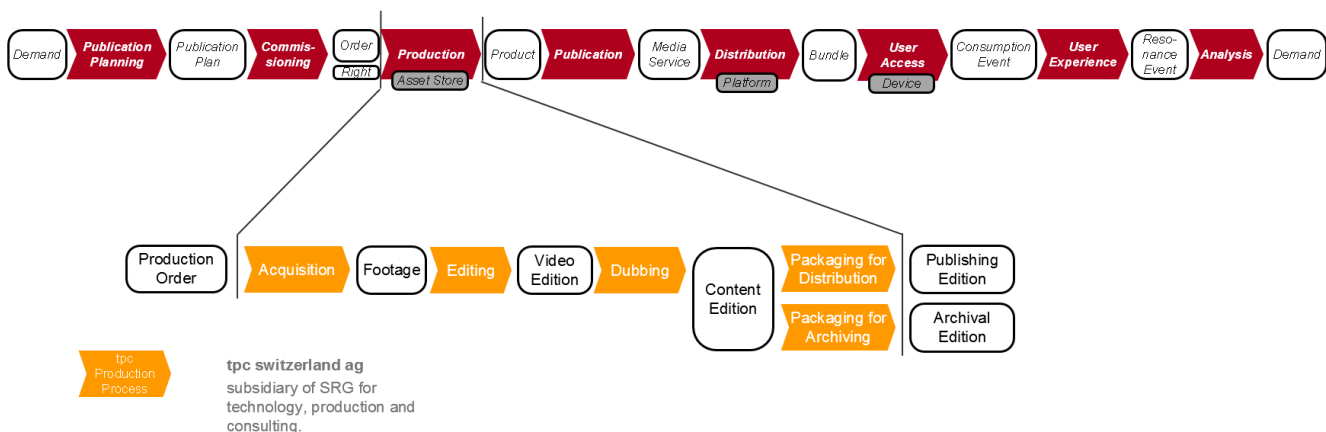 Demand
Publication
Planning
Publication
Plan
Commis-
sioning
Order
Right
Production
Asset Store
Product
Publication
Media
Service
Distribution
Platform
Bundle
User
Access
Device
Consumption
Event
User
Experience
Reso-
nance
Event
Analysis
Demand
Production
Order
Acquisition
Footage
Editing
Video
Edition
Dubbing
Content
Edition
Packaging for
Distribution
Publishing
Edition
Packaging for
Archiving
Archival
Edition
tpc
Production
Process
tpc switzerland ag
subsidiary of SRG for
technology, production and
consulting.